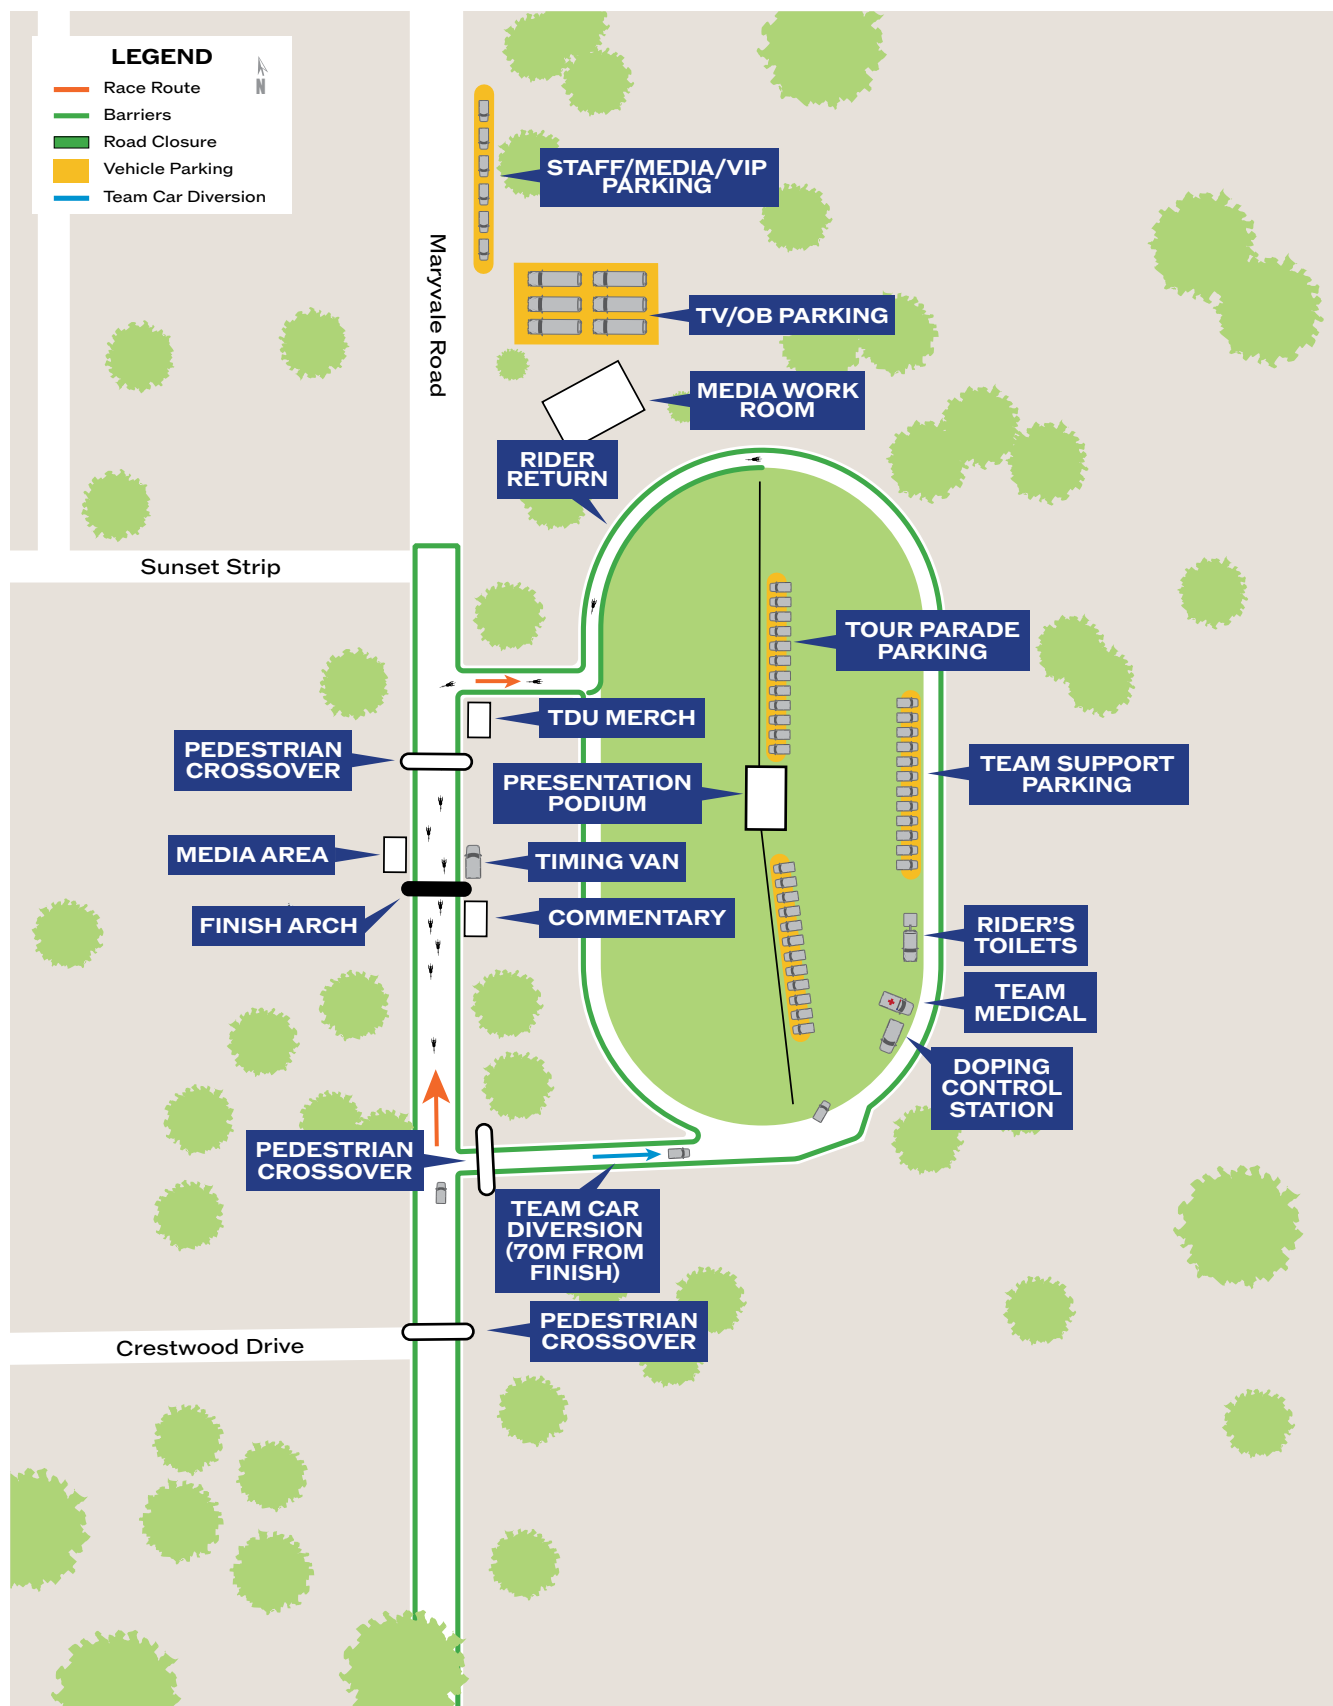 LEGEND
N
Race Route
Barriers
Road Closure
Vehicle Parking
Team Car Diversion
STAFF/MEDIA/VIP
PARKING
Maryvale Road
TV/OB PARKING
MEDIA WORK
ROOM
RIDER
RETURN
Sunset Strip
TOUR PARADE
PARKING
TDU MERCH
PEDESTRIAN
CROSSOVER
TEAM SUPPORT
PARKING
PRESENTATION
PODIUM
MEDIA AREA
TIMING VAN
FINISH ARCH
COMMENTARY
RIDER'S
TOILETS
TEAM
MEDICAL
DOPING
CONTROL
STATION
PEDESTRIAN
CROSSOVER
TEAM CAR
DIVERSION
(70M FROM
FINISH)
PEDESTRIAN
CROSSOVER
Crestwood Drive